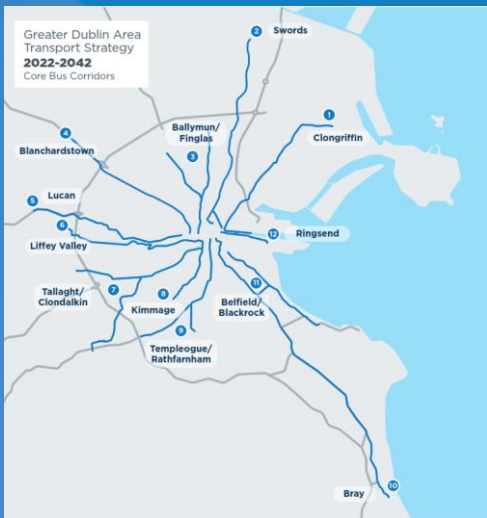 Greater Dublin Area
Transport Strategy
2022-2042
Core Bus Corridors
2 Swords
1
Clongriffin
Ballymun/
Finglas
3
4
Blanchardstown
5 Lucan
6
Liffey Valley
12 Ringsend
Tallaght/
Clondalkin
7
8
Kimmage
11
Belfield/
Blackrock
9
Templeogue/
Rathfarnham
10
Bray